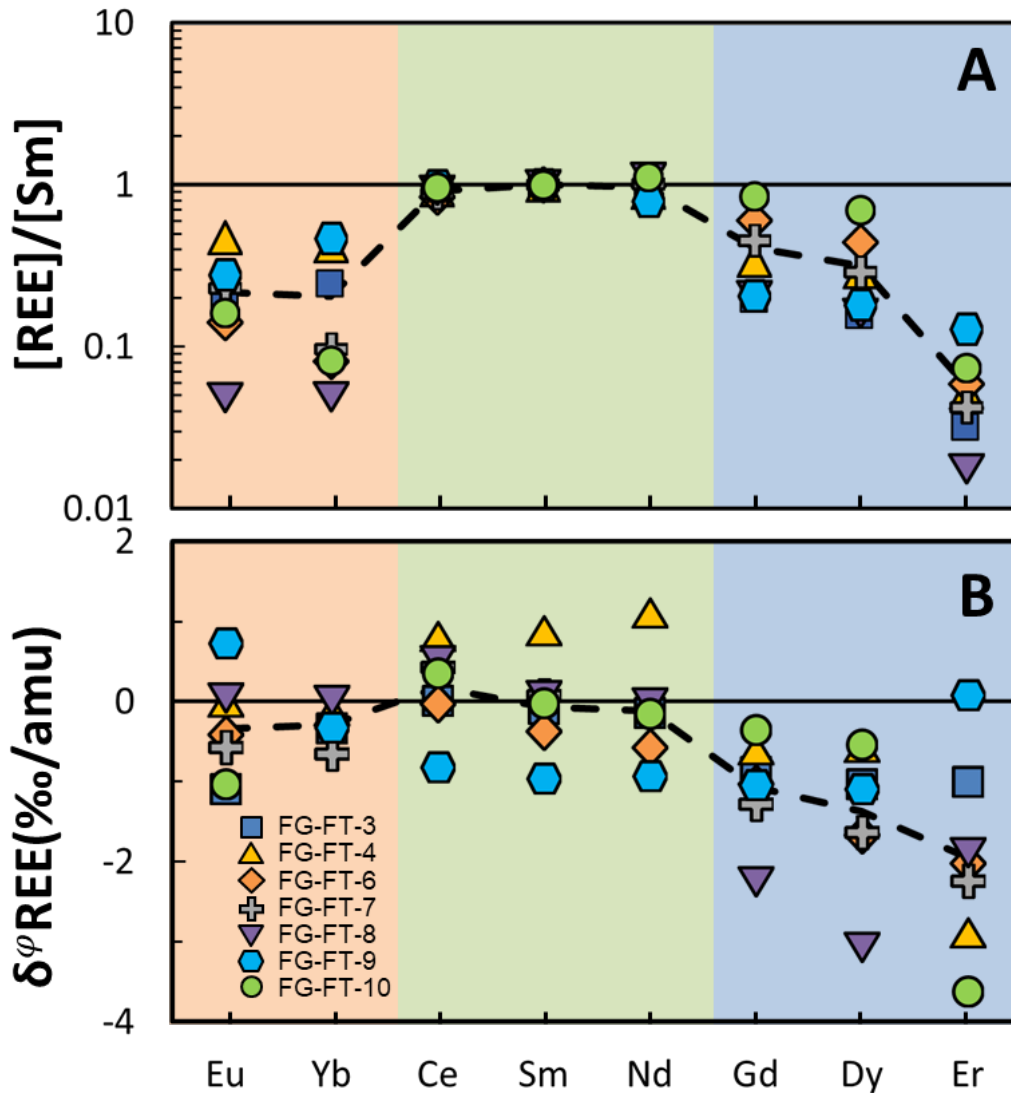 10
A
1
[REE]/[Sm]
0.1
0.01
2
B
0
δφREE(‰/amu)
FG-FT-3
FG-FT-4
FG-FT-6
FG-FT-7
-2
FG-FT-8
FG-FT-9
FG-FT-10
-4
Eu Yb Ce Sm Nd Gd Dy Er